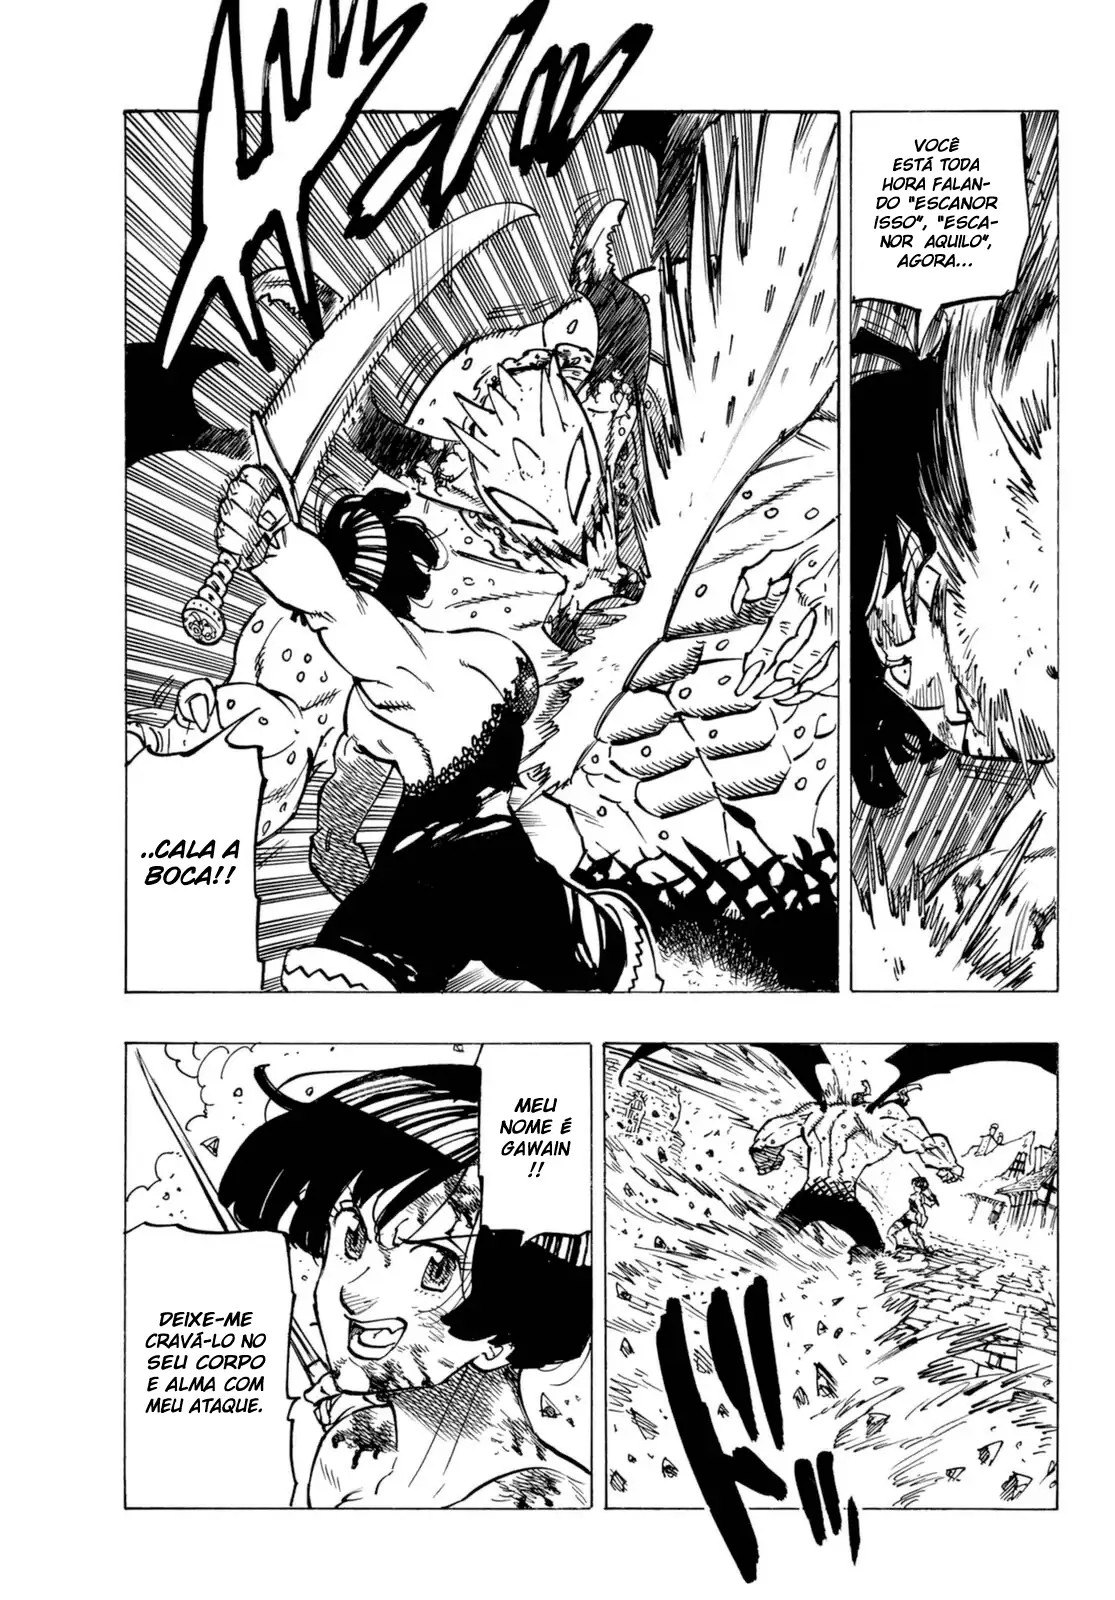 VOCÊ
ESTÁ TODA
HORA FALAN-
DO "ESCANOR
ISSO", "ESCA-
NOR AQUILO",
AGORA...
..CALA A
BOCA!!
MEU
NOME É
GAWAIN
!!
DEIXE-ME
CRAVÁ-LO NO
SEU CORPO
E ALMA COM
MEU ATAQUE.